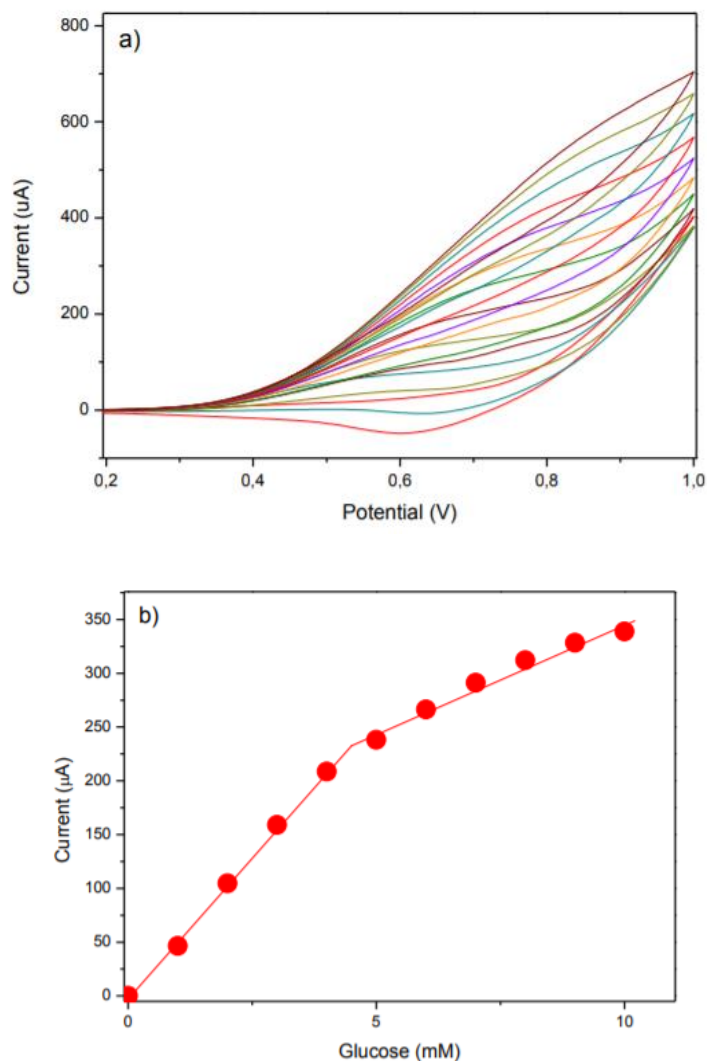 a)
800
600
400
200
0
Current (uA)
0,2 0,4 0,6 0,8 1,0
Potential (V)
b)
350
300
250
200
150
100
50
0
Current (μA)
0 5 10
Glucose (mM)